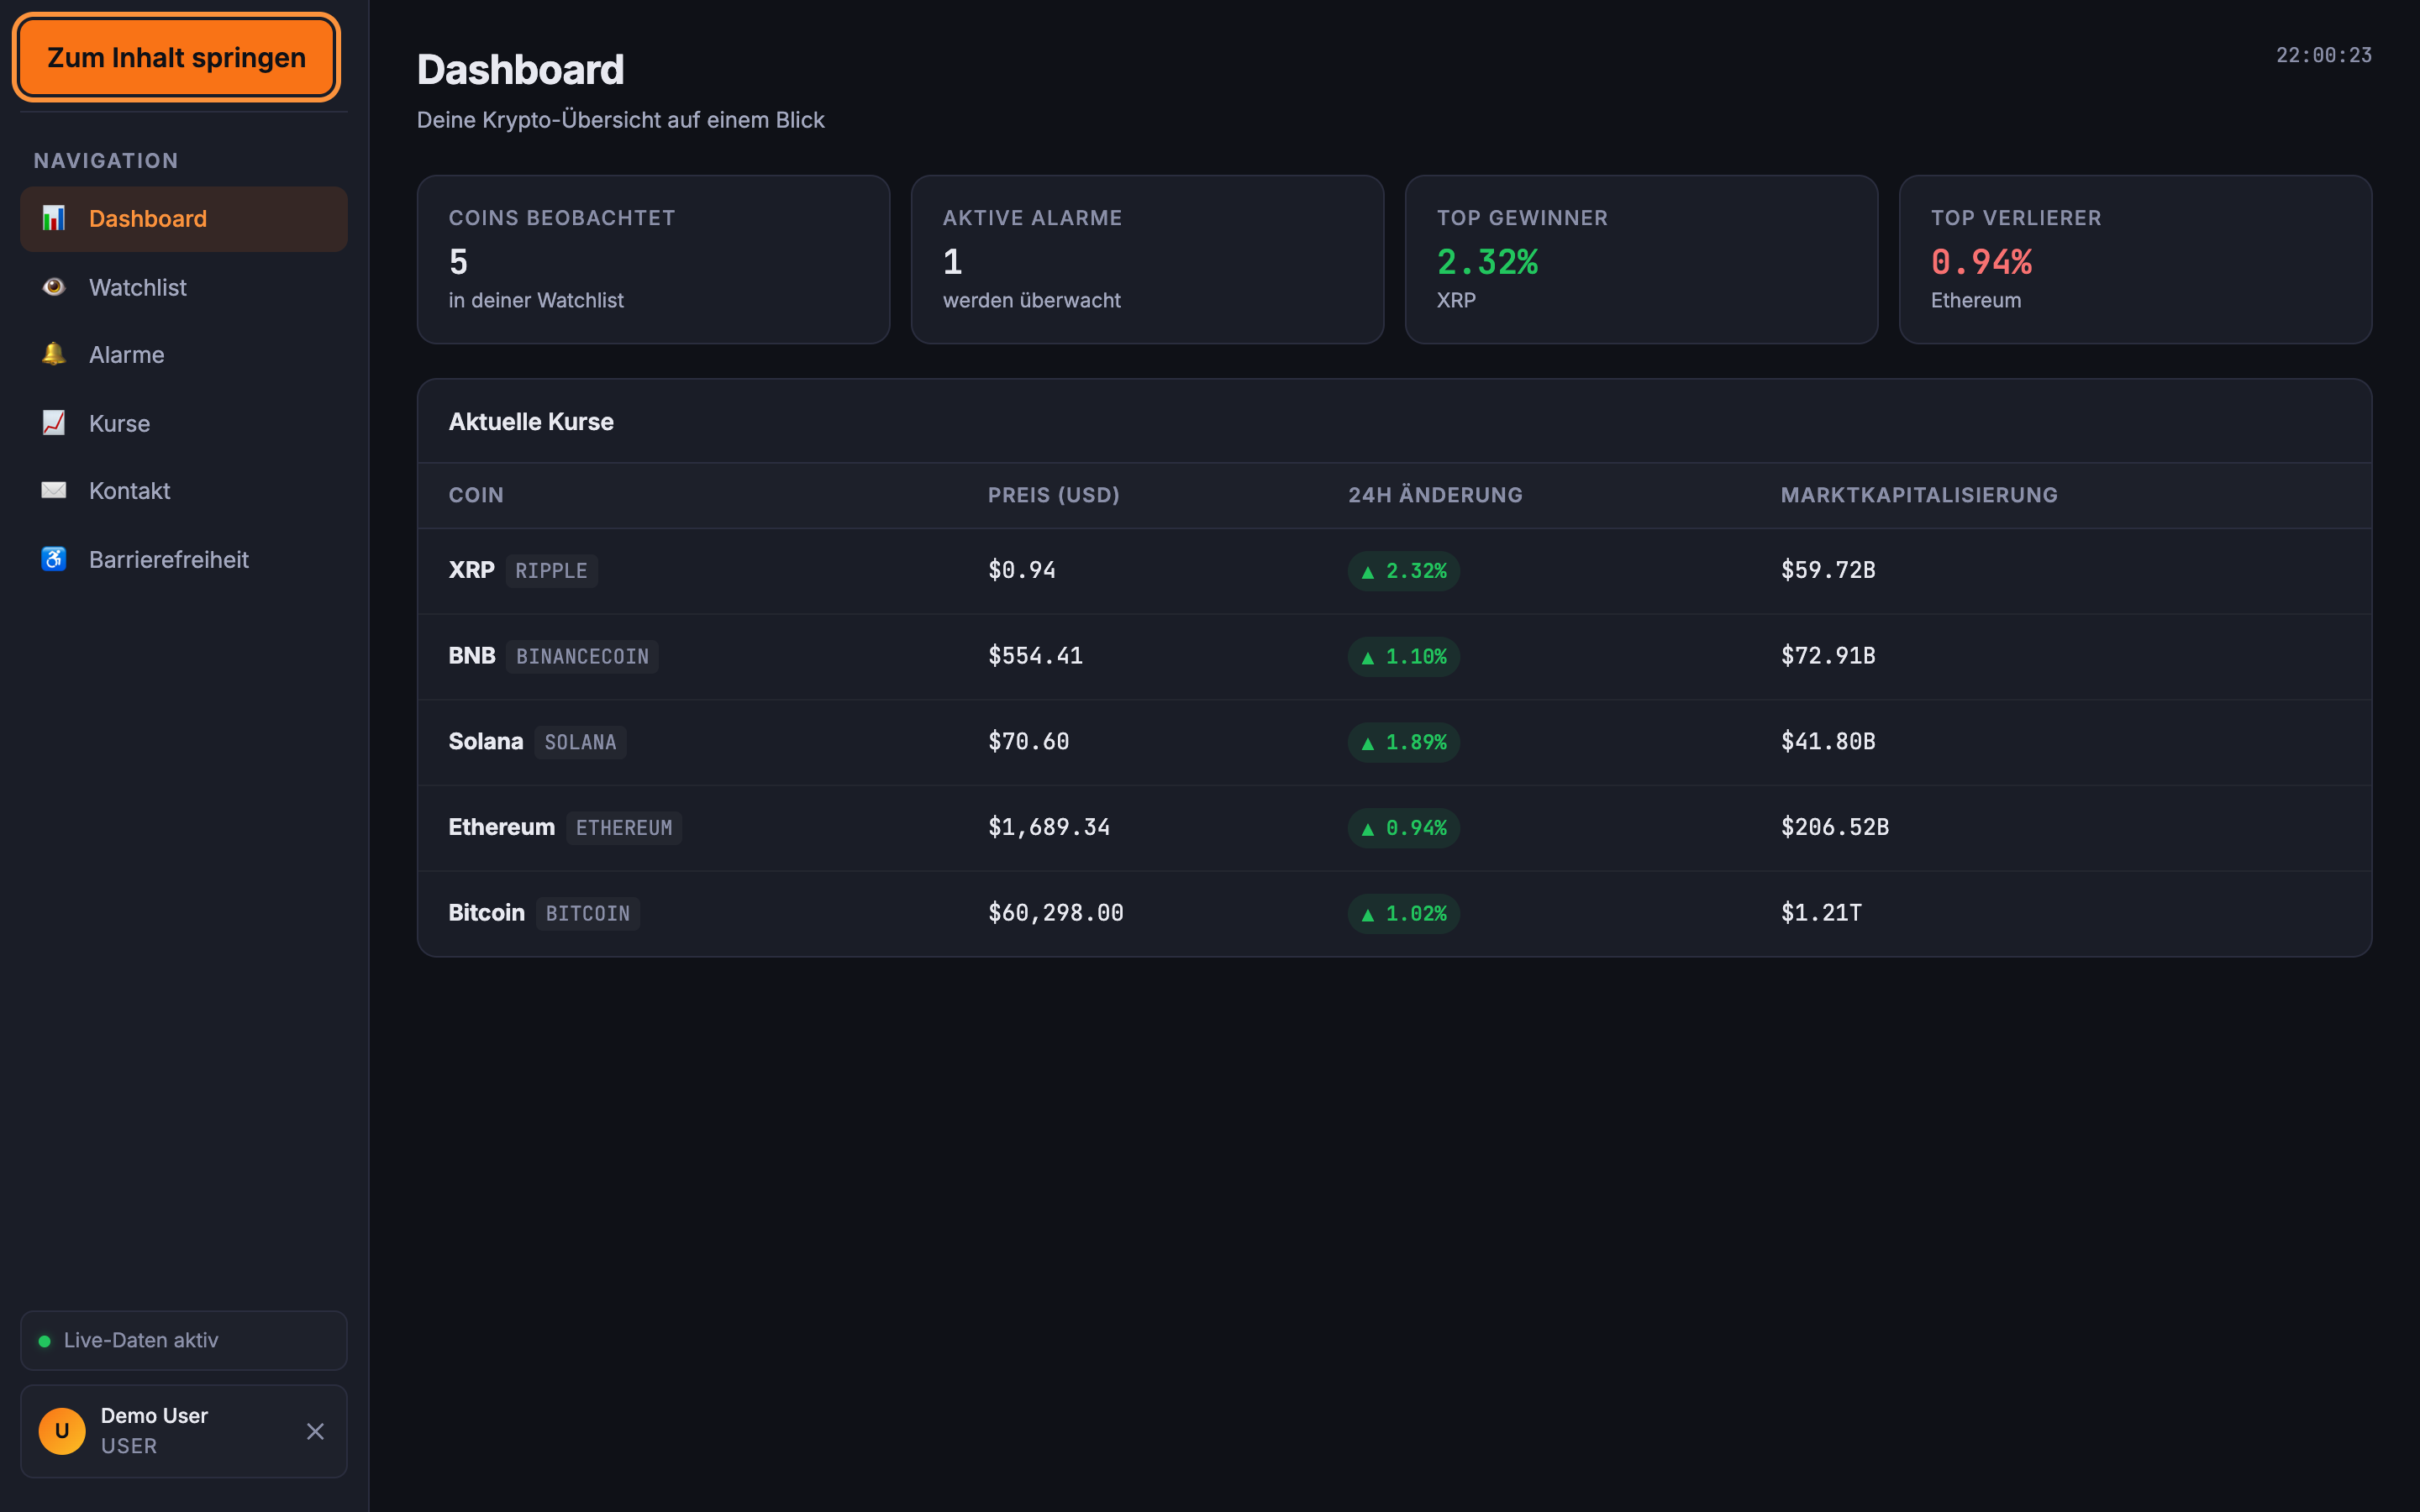 Zum Inhalt springen
NAVIGATION
Dashboard
Watchlist
Alarme
Kurse
Kontakt
Barrierefreiheit
Live-Daten aktiv
U
Demo User
USER
Dashboard
22:00:23
Deine Krypto-Übersicht auf einem Blick
COINS BEOBACHTET
5
in deiner Watchlist
AKTIVE ALARME
1
werden überwacht
TOP GEWINNER
2.32%
XRP
TOP VERLIERER
0.94%
Ethereum
Aktuelle Kurse
COIN PREIS (USD) 24H ÄNDERUNG MARKTKAPITALISIERUNG
XRP RIPPLE $0.94 ▲ 2.32% $59.72B
BNB BINANCECOIN $554.41 ▲ 1.10% $72.91B
Solana SOLANA $70.60 ▲ 1.89% $41.80B
Ethereum ETHEREUM $1,689.34 ▲ 0.94% $206.52B
Bitcoin BITCOIN $60,298.00 ▲ 1.02% $1.21T